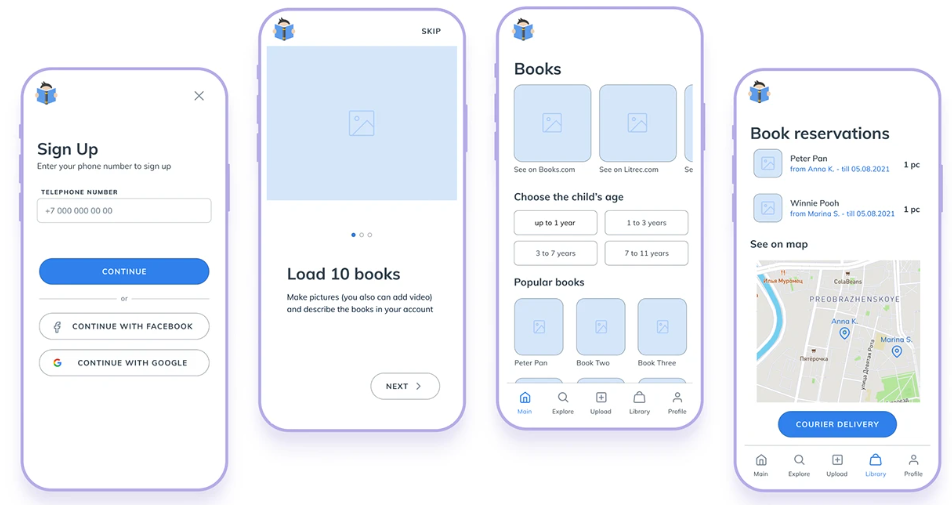 Sign Up
Enter your phone number to sign up
TELEPHONE NUMBER
+7 000 000 00 00
CONTINUE
or
CONTINUE WITH FACEBOOK
CONTINUE WITH GOOGLE
SKIP
Load 10 books
Make pictures (you also can add video)
and describe the books in your account
NEXT
Books
See on Books.com
See on Litrec.com
Se
Choose the child's age
up to 1 year
1 to 3 years
3 to 7 years
7 to 11 years
Popular books
Peter Pan
Book Two
Book Three
Main
Explore
Upload
Library
Profile
Book reservations
Peter Pan
from Anna K. - till 05.08.2021
1 pc
Winnie Pooh
from Marina S. - till 05.08.2021
1 pc
See on map
Илья Муромец
ColaBeans
PREOBRAZHENSKOYE
Anna K.
Marina S.
Пятёрочка
улица Девятая Рота
COURIER DELIVERY
Main
Explore
Upload
Library
Profile